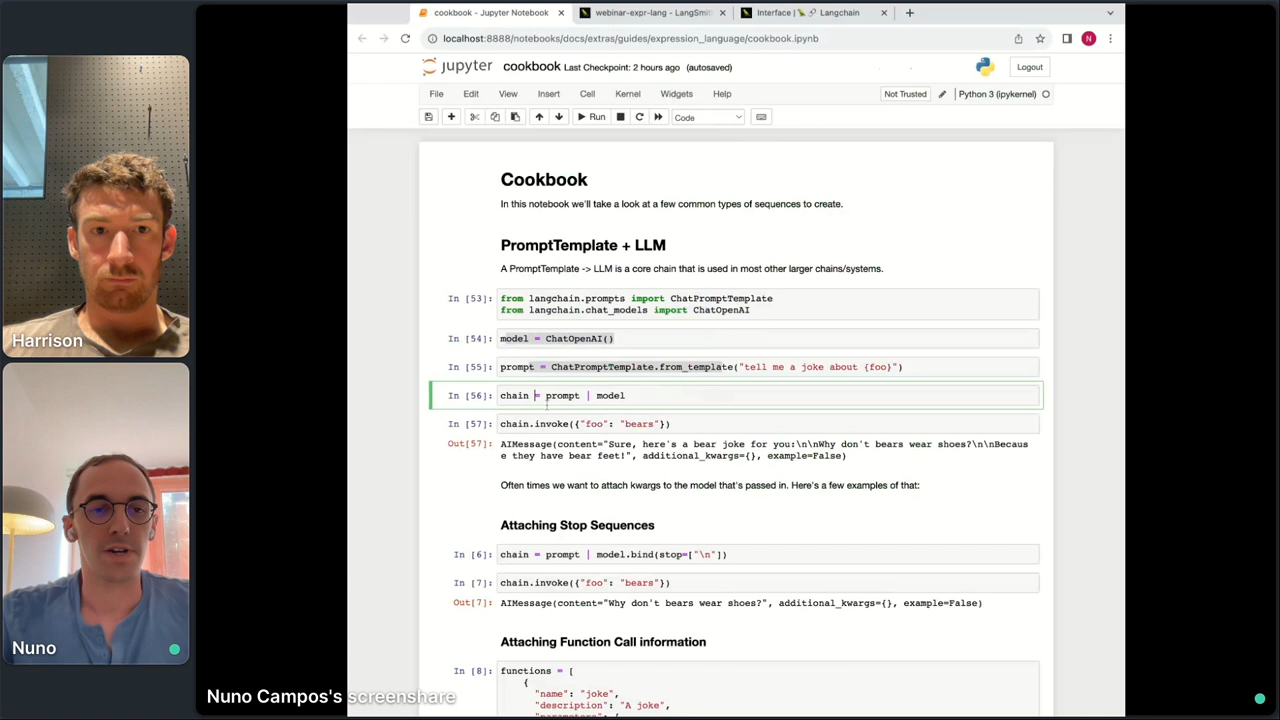 cookbook - Jupyter Notebook
webinar-expr-lang - LangSmith
Interface | 🦜️🔗 Langchain
localhost:8888/notebooks/docs/extras/guides/expression_language/cookbook.ipynb
N
jupyter cookbook Last Checkpoint: 2 hours ago (autosaved)
Logout
File Edit View Insert Cell Kernel Widgets Help
Not Trusted
Python 3 (ipykernel)
Run
Code
Cookbook
In this notebook we'll take a look at a few common types of sequences to create.
PromptTemplate + LLM
A PromptTemplate -> LLM is a core chain that is used in most other larger chains/systems.
In [53]: from langchain.prompts import ChatPromptTemplate
from langchain.chat_models import ChatOpenAI
In [54]: model = ChatOpenAI()
In [55]: prompt = ChatPromptTemplate.from_template("tell me a joke about {foo}")
In [56]: chain = prompt | model
In [57]: chain.invoke({"foo": "bears"})
Out[57]: AIMessage(content="Sure, here's a bear joke for you:\n\nWhy don't bears wear shoes?\n\nBecaus
e they have bear feet!", additional_kwargs={}, example=False)
Often times we want to attach kwargs to the model that's passed in. Here's a few examples of that:
Attaching Stop Sequences
In [6]: chain = prompt | model.bind(stop=["\n"])
In [7]: chain.invoke({"foo": "bears"})
Out[7]: AIMessage(content="Why don't bears wear shoes?", additional_kwargs={}, example=False)
Attaching Function Call information
In [8]: functions = [
{
"name": "joke",
"description": "A joke",
Harrison
Nuno
Nuno Campos's screenshare